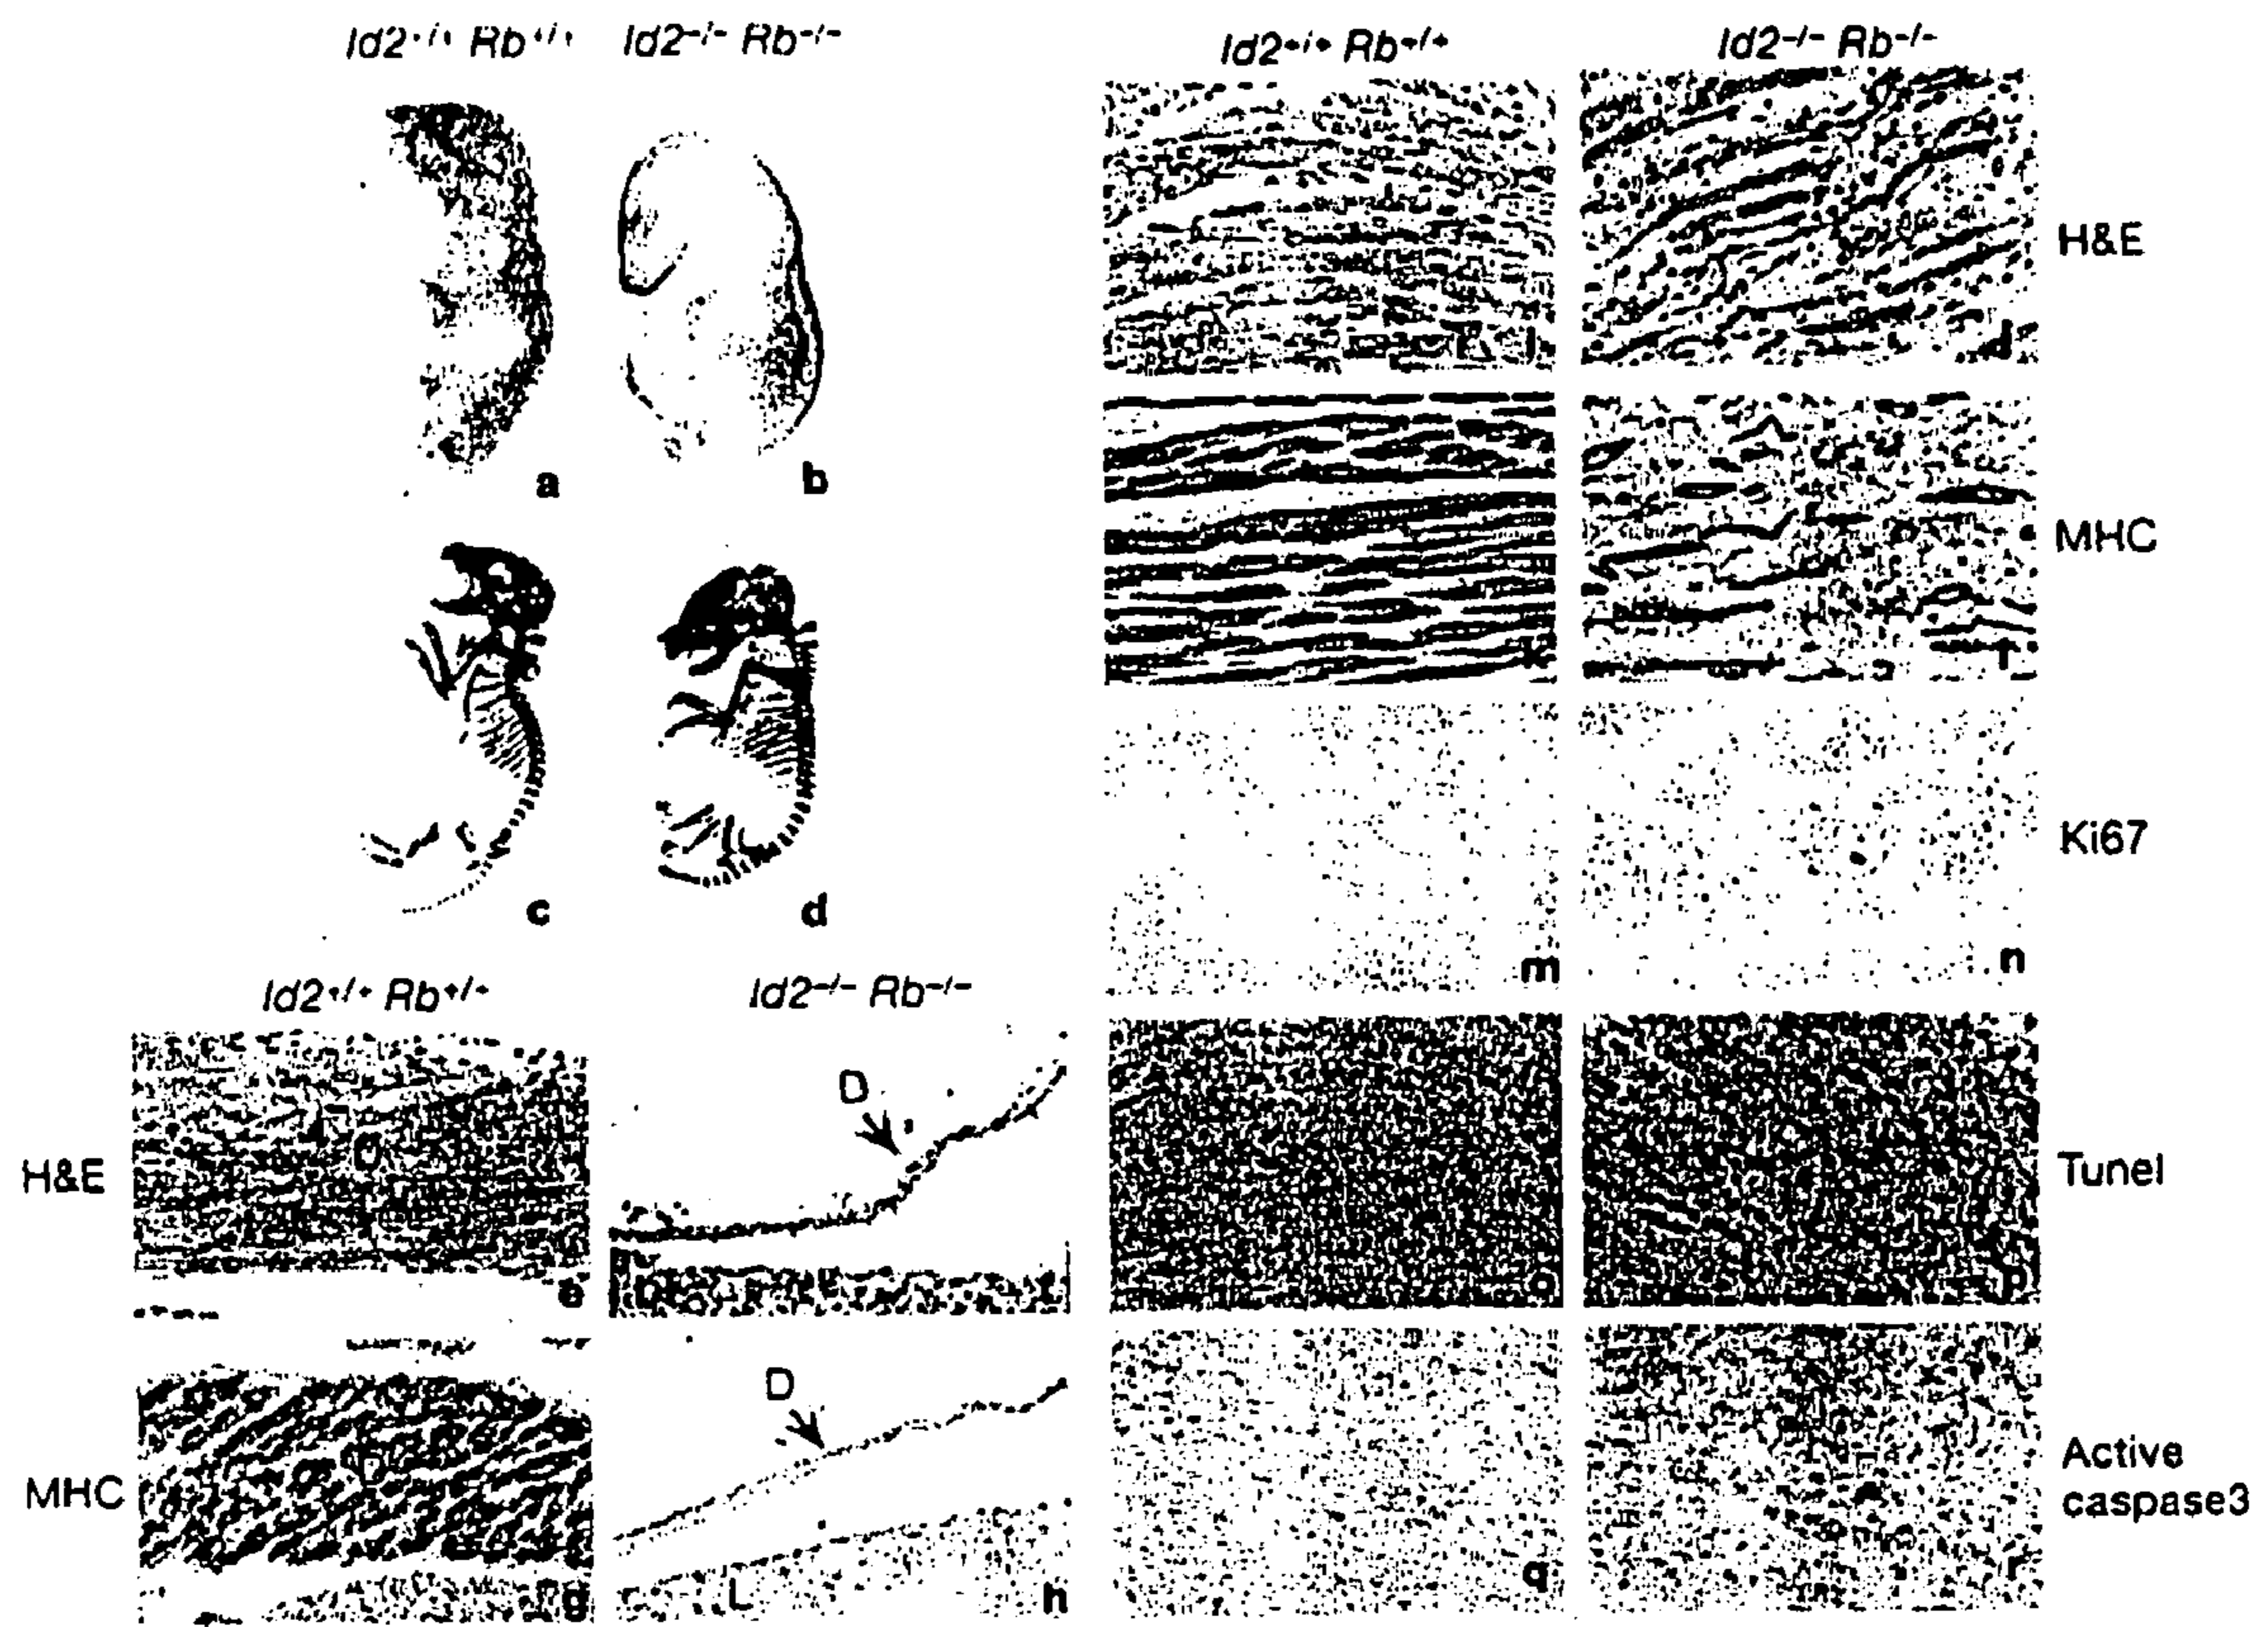 Id2+/+ Rb+/+ Id2–/– Rb–/–
a
b
c
d
Id2+/+ Rb+/+ Id2–/– Rb–/–
H&E
D
D
e
L
f
MHC
D
D
g
L
h
Id2+/+ Rb+/+ Id2–/– Rb–/–
H&E
i
j
MHC
k
l
Ki67
m
n
Tunel
o
p
Active
caspase3
q
r